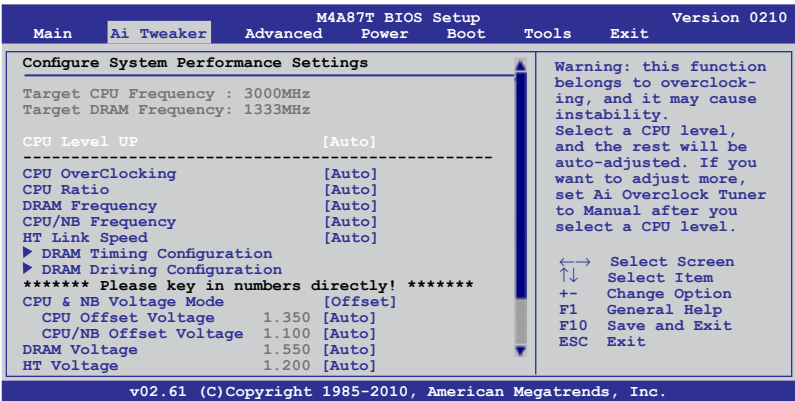 M4A87T BIOS Setup Version 0210
Main Ai Tweaker Advanced Power Boot Tools Exit
Configure System Performance Settings
Target CPU Frequency : 3000MHz
Target DRAM Frequency: 1333MHz
CPU Level UP [Auto]
--------------------------------------------------
CPU OverClocking [Auto]
CPU Ratio [Auto]
DRAM Frequency [Auto]
CPU/NB Frequency [Auto]
HT Link Speed [Auto]
DRAM Timing Configuration
DRAM Driving Configuration
******* Please key in numbers directly! *******
CPU & NB Voltage Mode [Offset]
CPU Offset Voltage 1.350 [Auto]
CPU/NB Offset Voltage 1.100 [Auto]
DRAM Voltage 1.550 [Auto]
HT Voltage 1.200 [Auto]
Warning: this function
belongs to overclock-
ing, and it may cause
instability.
Select a CPU level,
and the rest will be
auto-adjusted. If you
want to adjust more,
set Ai Overclock Tuner
to Manual after you
select a CPU level.
←→ Select Screen
↑↓ Select Item
+- Change Option
F1 General Help
F10 Save and Exit
ESC Exit
v02.61 (C)Copyright 1985-2010, American Megatrends, Inc.